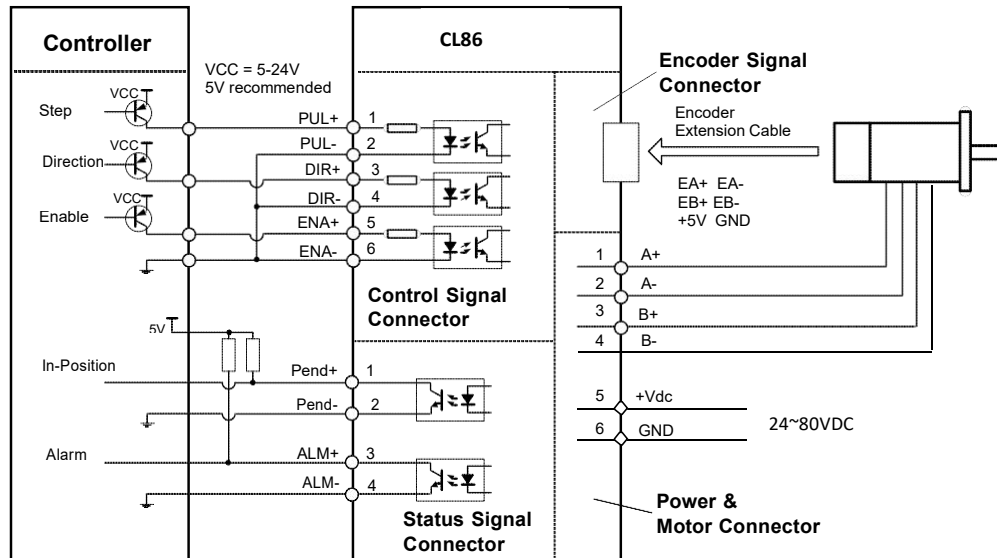 Controller
CL86
VCC = 5-24V
5V recommended
Encoder Signal
Connector
Step
VCC
PUL+ 1
PUL- 2
Direction
VCC
DIR+ 3
DIR- 4
Enable
VCC
ENA+ 5
ENA- 6
Control Signal
Connector
Encoder
Extension Cable
EA+ EA-
EB+ EB-
+5V GND
1 A+
2 A-
3 B+
4 B-
5V
In-Position
Pend+ 1
Pend- 2
Alarm
ALM+ 3
ALM- 4
Status Signal
Connector
5 +Vdc
6 GND
24~80VDC
Power &
Motor Connector